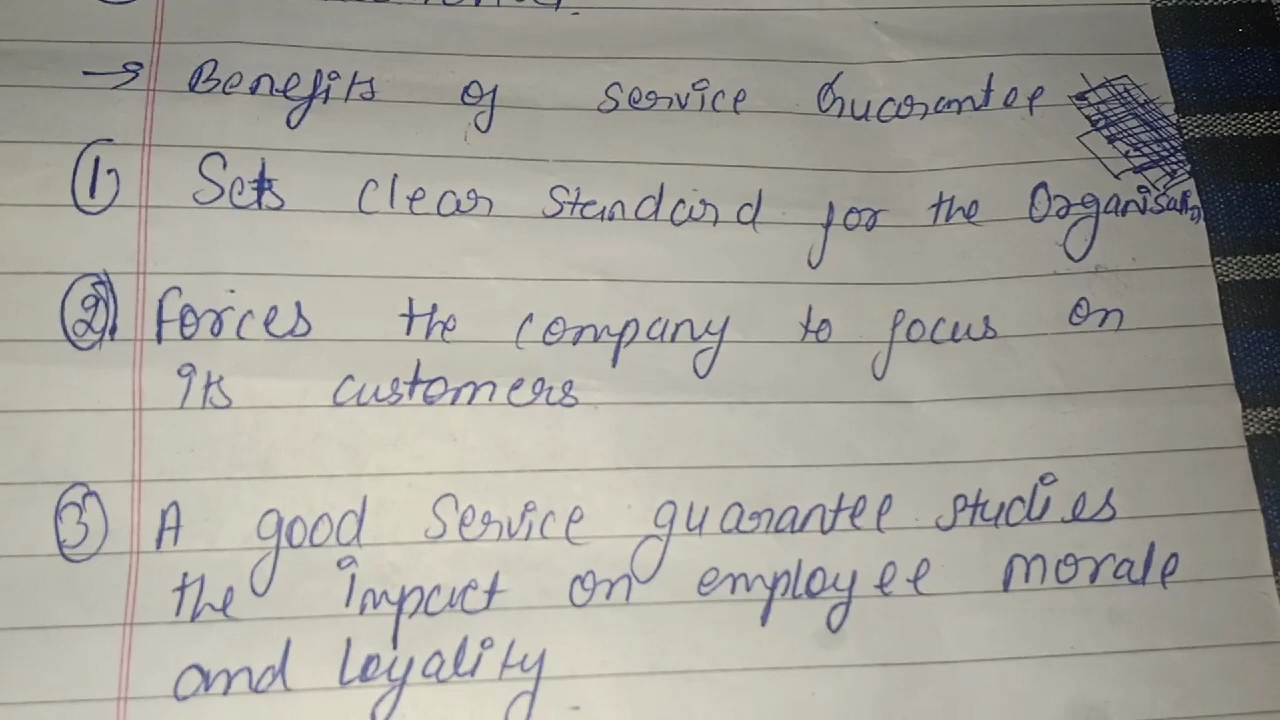 → Benefits of service Guarantee
① Sets clear standard for the Organisation
② forces the company to focus on
its customers
③ A good service guarantee studies
the impact on employee morale
and loyality